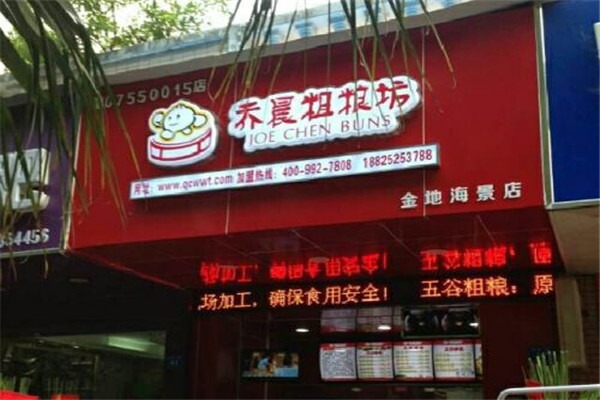 07550015店
乔晨粗粮坊
JOE CHEN BUNS
网址：www.qcwwt.com 加盟热线：400-992-7808 18825253788
金地海景店
场加工，确保食用安全！ 五谷粗粮：原